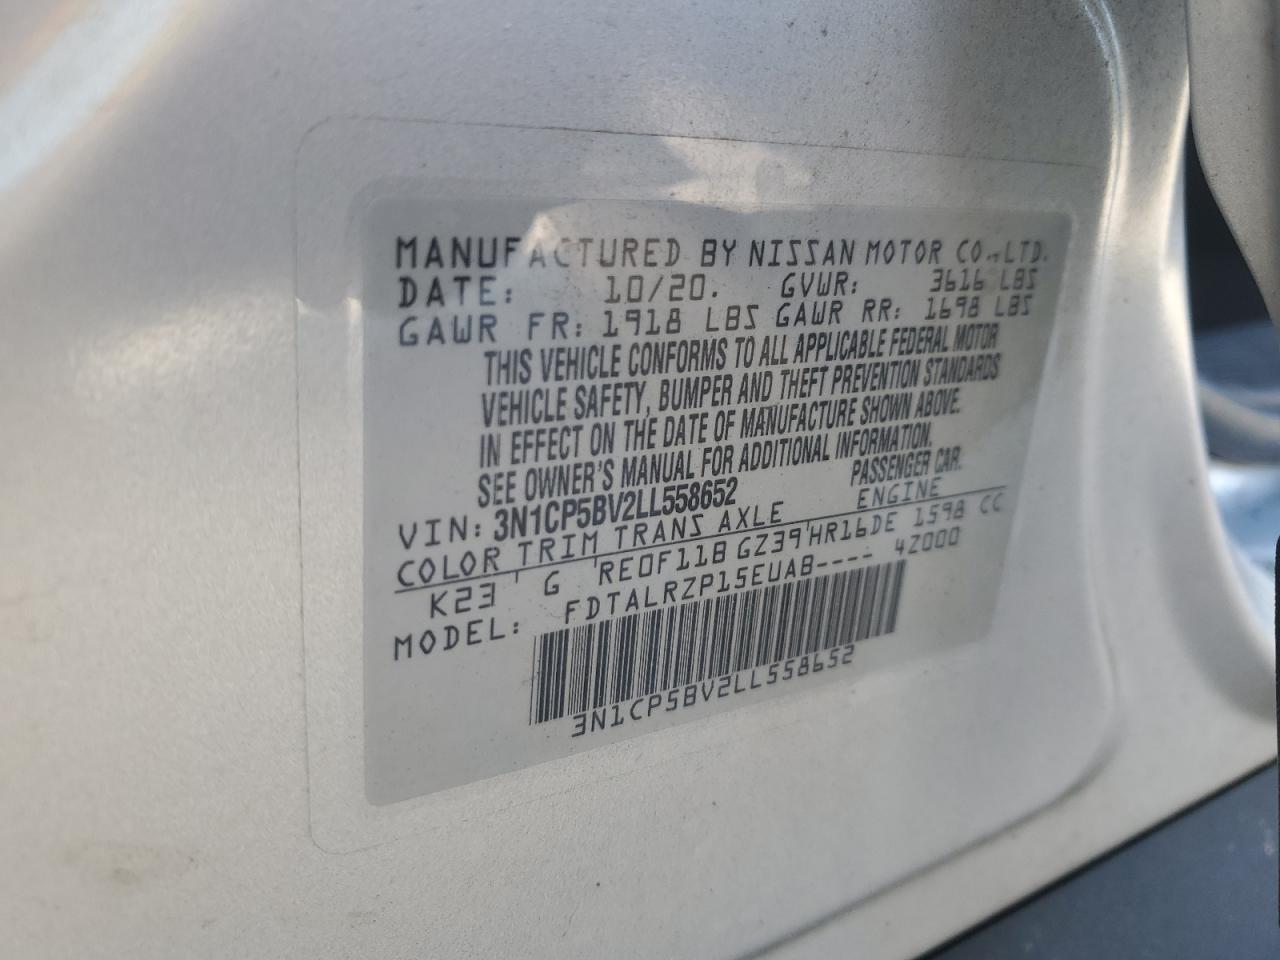 MANUFACTURED BY NISSAN MOTOR CO.,LTD.
DATE: 10/20. GVWR: 3616 LBS
GAWR FR: 1918 LBS GAWR RR: 1698 LBS
THIS VEHICLE CONFORMS TO ALL APPLICABLE FEDERAL MOTOR
VEHICLE SAFETY, BUMPER AND THEFT PREVENTION STANDARDS
IN EFFECT ON THE DATE OF MANUFACTURE SHOWN ABOVE.
SEE OWNER'S MANUAL FOR ADDITIONAL INFORMATION.
VIN: 3N1CP5BV2LL558652 PASSENGER CAR.
COLOR TRIM TRANS AXLE ENGINE
K23 G RE0F11B GZ39 HR16DE 1598 CC
MODEL: FDTALRZP15EUAB---- 4Z000
3N1CP5BV2LL558652